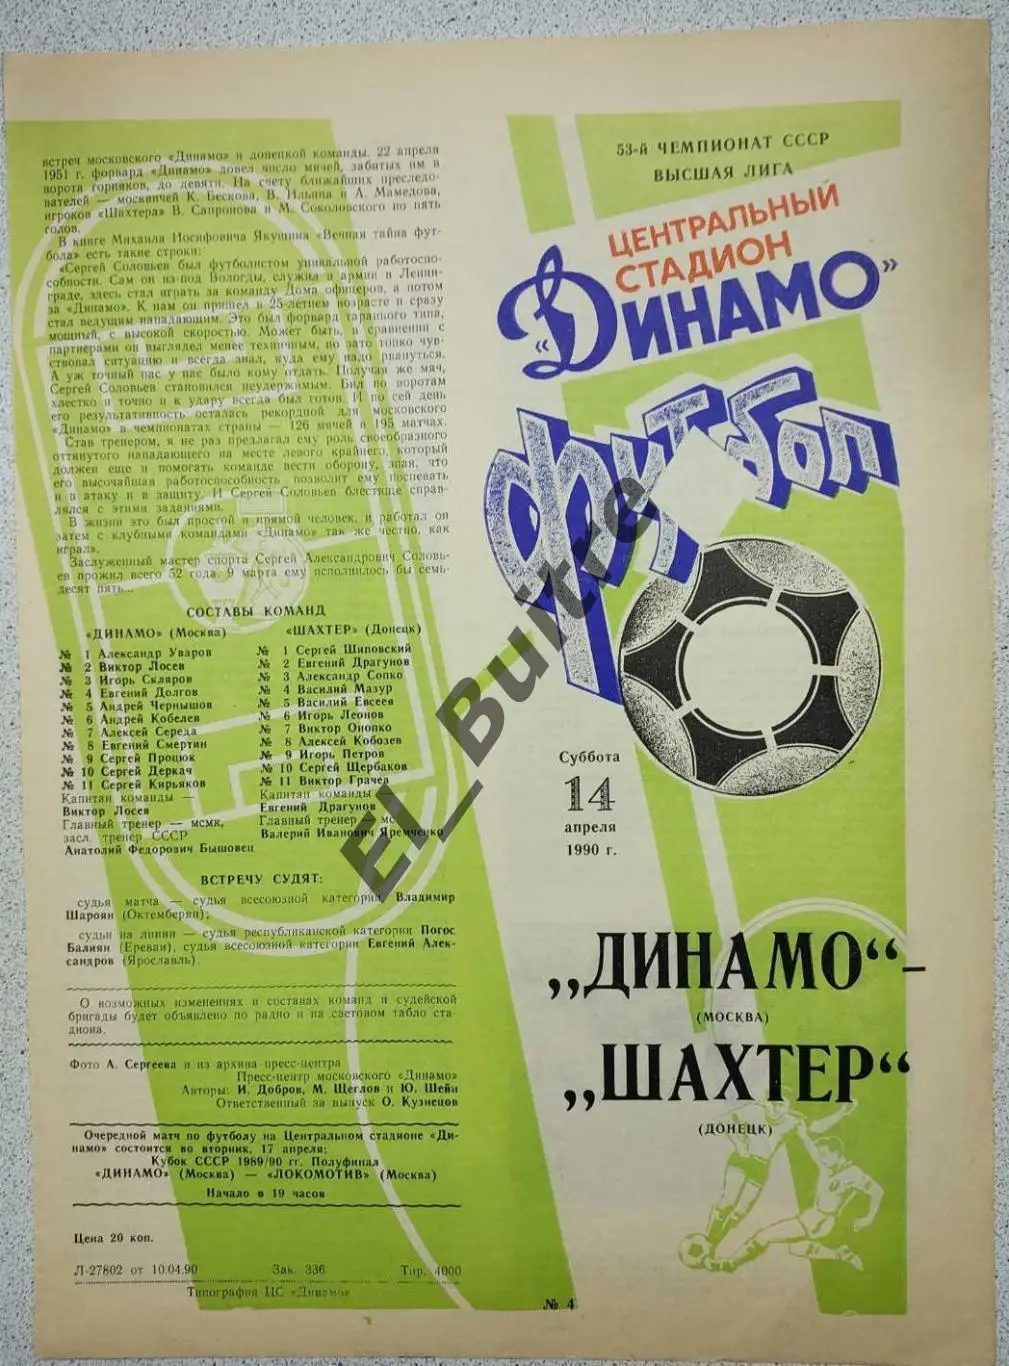 встреч московского «Динамо» и донецкой команды. 22 апреля
1951 г. форвард «Динамо» довел число мячей, забитых им в
ворота горняков, до девяти. На счету ближайших преследо-
вателей — москвичей К. Бескова, В. Ильина и А. Мамедова,
игроков «Шахтера» В. Сапронова и М. Соколовского по пять
голов.
В книге Михаила Иосифовича Якушина «Вечная тайна фут-
бола» есть такие строки:
«Сергей Соловьев был футболистом уникальной работоспо-
собности. Сам он из-под Вологды, служил в армии в Ленин-
граде, здесь стал играть за команду Дома офицеров, а потом
за «Динамо». К нам он пришел в 25-летнем возрасте и сразу
стал ведущим нападающим. Это был форвард таранного типа,
мощный, с высокой скоростью. Может быть, в сравнении с
партнерами он выглядел менее техничным, но зато тонко чув-
ствовал ситуацию и всегда знал, куда ему надо рвануться.
А уж точный пас у нас было кому отдать. Получая же мяч,
Сергей Соловьев становился неудержимым. Бил по воротам
хлестко и точно и к удару всегда был готов. И по сей день
его результативность осталась рекордной для московского
«Динамо» в чемпионатах страны — 126 мячей в 195 матчах.
Став тренером, я не раз предлагал ему роль своеобразного
оттянутого нападающего на месте левого крайнего, который
должен еще и помогать команде вести оборону, зная, что
его высочайшая работоспособность позволит ему поспевать
и в атаку и в защиту. И Сергей Соловьев блестяще справ-
лялся с этими заданиями.
В жизни это был простой и прямой человек, и работал он
затем с клубными командами «Динамо» так же честно, как
играл».
Заслуженный мастер спорта Сергей Александрович Соловь-
ев прожил всего 52 года. 9 марта ему исполнилось бы семь-
десят пять...
СОСТАВЫ КОМАНД
«ДИНАМО» (Москва)
№ 1 Александр Уваров
№ 2 Виктор Лосев
№ 3 Игорь Скляров
№ 4 Евгений Долгов
№ 5 Андрей Чернышов
№ 6 Андрей Кобелев
№ 7 Алексей Середа
№ 8 Евгений Смертин
№ 9 Сергей Процюк
№ 10 Сергей Деркач
№ 11 Сергей Кирьяков
Капитан команды —
Виктор Лосев
Главный тренер — мсмк,
засл. тренер СССР
Анатолий Федорович Бышовец
«ШАХТЕР» (Донецк)
№ 1 Сергей Шиповский
№ 2 Евгений Драгунов
№ 3 Александр Сопко
№ 4 Василий Мазур
№ 5 Василий Евсеев
№ 6 Игорь Леонов
№ 7 Виктор Онопко
№ 8 Алексей Кобозев
№ 9 Игорь Петров
№ 10 Сергей Щербаков
№ 11 Виктор Грачев
Капитан команды —
Евгений Драгунов
Главный тренер — мс
Валерий Иванович Яремченко
ВСТРЕЧУ СУДЯТ:
судья матча — судья всесоюзной категории Владимир
Шароян (Октемберян);
судьи на линии — судья республиканской категории Погос
Балиян (Ереван), судья всесоюзной категории Евгений Алек-
сандров (Ярославль).
О возможных изменениях в составах команд и судейской
бригады будет объявлено по радио и на световом табло ста-
диона.
Фото А. Сергеева и из архива пресс-центра
Пресс-центр московского «Динамо»
Авторы: И. Добров, М. Щеглов и Ю. Шейн
Ответственный за выпуск О. Кузнецов
Очередной матч по футболу на Центральном стадионе «Ди-
намо» состоится во вторник, 17 апреля:
Кубок СССР 1989/90 гг. Полуфинал
«ДИНАМО» (Москва) — «ЛОКОМОТИВ» (Москва)
Начало в 19 часов
Цена 20 коп.
Л-27802 от 10.04.90 Зак. 336 Тир. 4000
Типография ЦС «Динамо»
53-й ЧЕМПИОНАТ СССР
ВЫСШАЯ ЛИГА
ЦЕНТРАЛЬНЫЙ
СТАДИОН
«ДИНАМО»
ФУТБОЛ
Суббота
14
апреля
1990 г.
„ДИНАМО“-
(МОСКВА)
„ШАХТЕР“
(ДОНЕЦК)
№ 4
El_Buitre